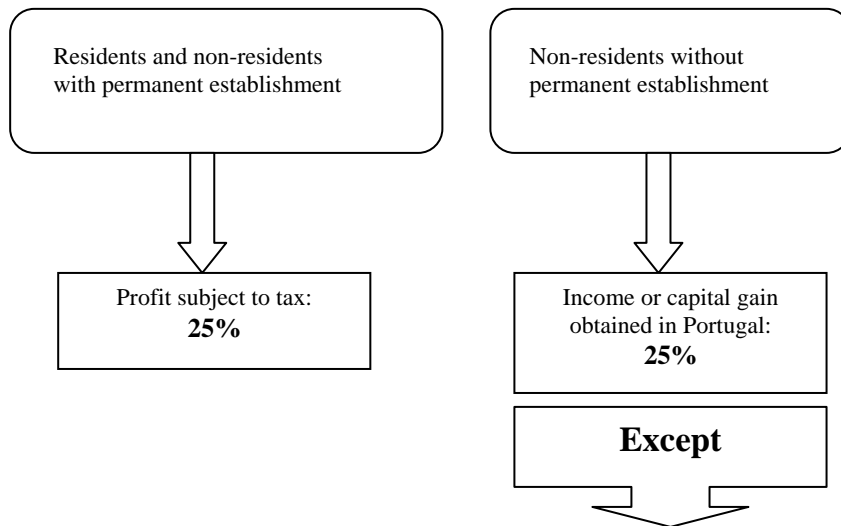 Residents and non-residents
with permanent establishment
Profit subject to tax:
25%
Non-residents without
permanent establishment
Income or capital gain
obtained in Portugal:
25%
Except